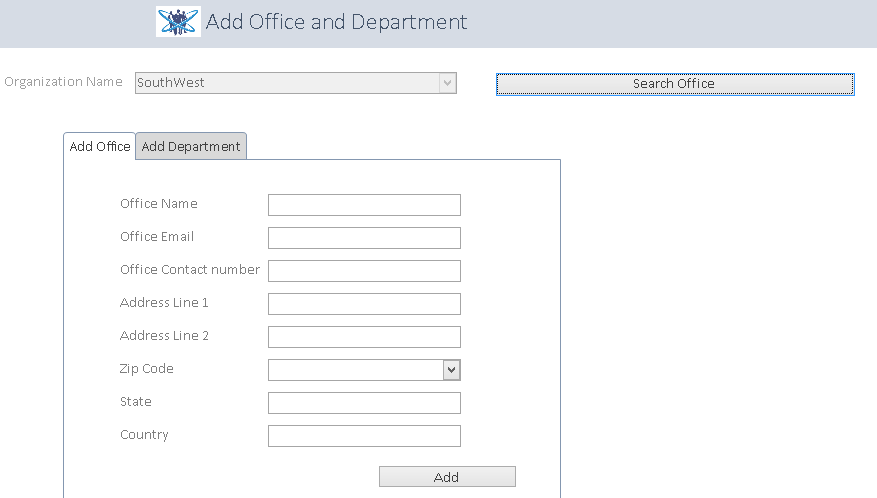 Add Office and Department
Organization Name SouthWest Search Office
Add Office Add Department
Office Name
Office Email
Office Contact number
Address Line 1
Address Line 2
Zip Code
State
Country
Add